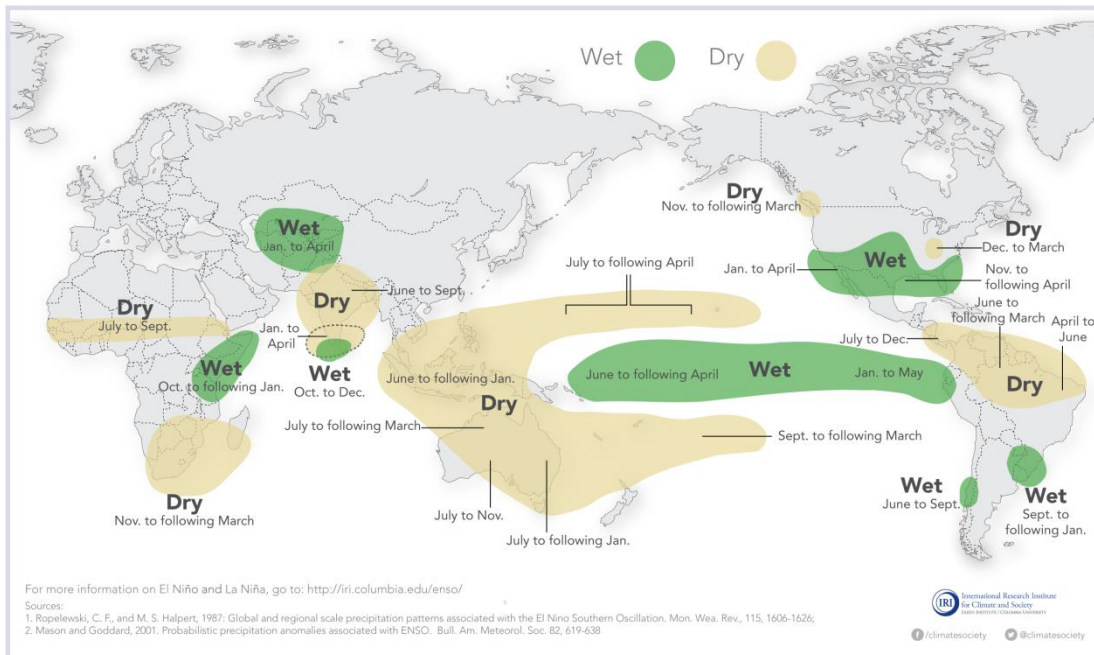 Wet
Dry
Dry
Nov. to following March
Dry
Dec. to March
Wet
Jan. to April
Wet
Jan. to April
Nov. to
following April
July to following April
Dry
June to Sept.
Dry
July to Sept.
Jan. to
April
June to
following March
April to
June
July to Dec.
Wet
Oct. to following Jan.
Wet
Oct. to Dec.
June to following Jan.
Dry
June to following April
Wet
Jan. to May
Dry
July to following March
Sept. to following March
Dry
Nov. to following March
July to Nov.
July to following Jan.
Wet
June to Sept.
Wet
Sept. to
following Jan.
For more information on El Niño and La Niña, go to: http://iri.columbia.edu/enso/
Sources:
1. Ropelewski, C. F., and M. S. Halpert, 1987: Global and regional scale precipitation patterns associated with the El Nino Southern Oscillation. Mon. Wea. Rev., 115, 1606-1626;
2. Mason and Goddard, 2001. Probabilistic precipitation anomalies associated with ENSO. Bull. Am. Meteorol. Soc. 82, 619-638
IRI
International Research Institute
for Climate and Society
EARTH INSTITUTE | COLUMBIA UNIVERSITY
/climatesociety
@climatesociety